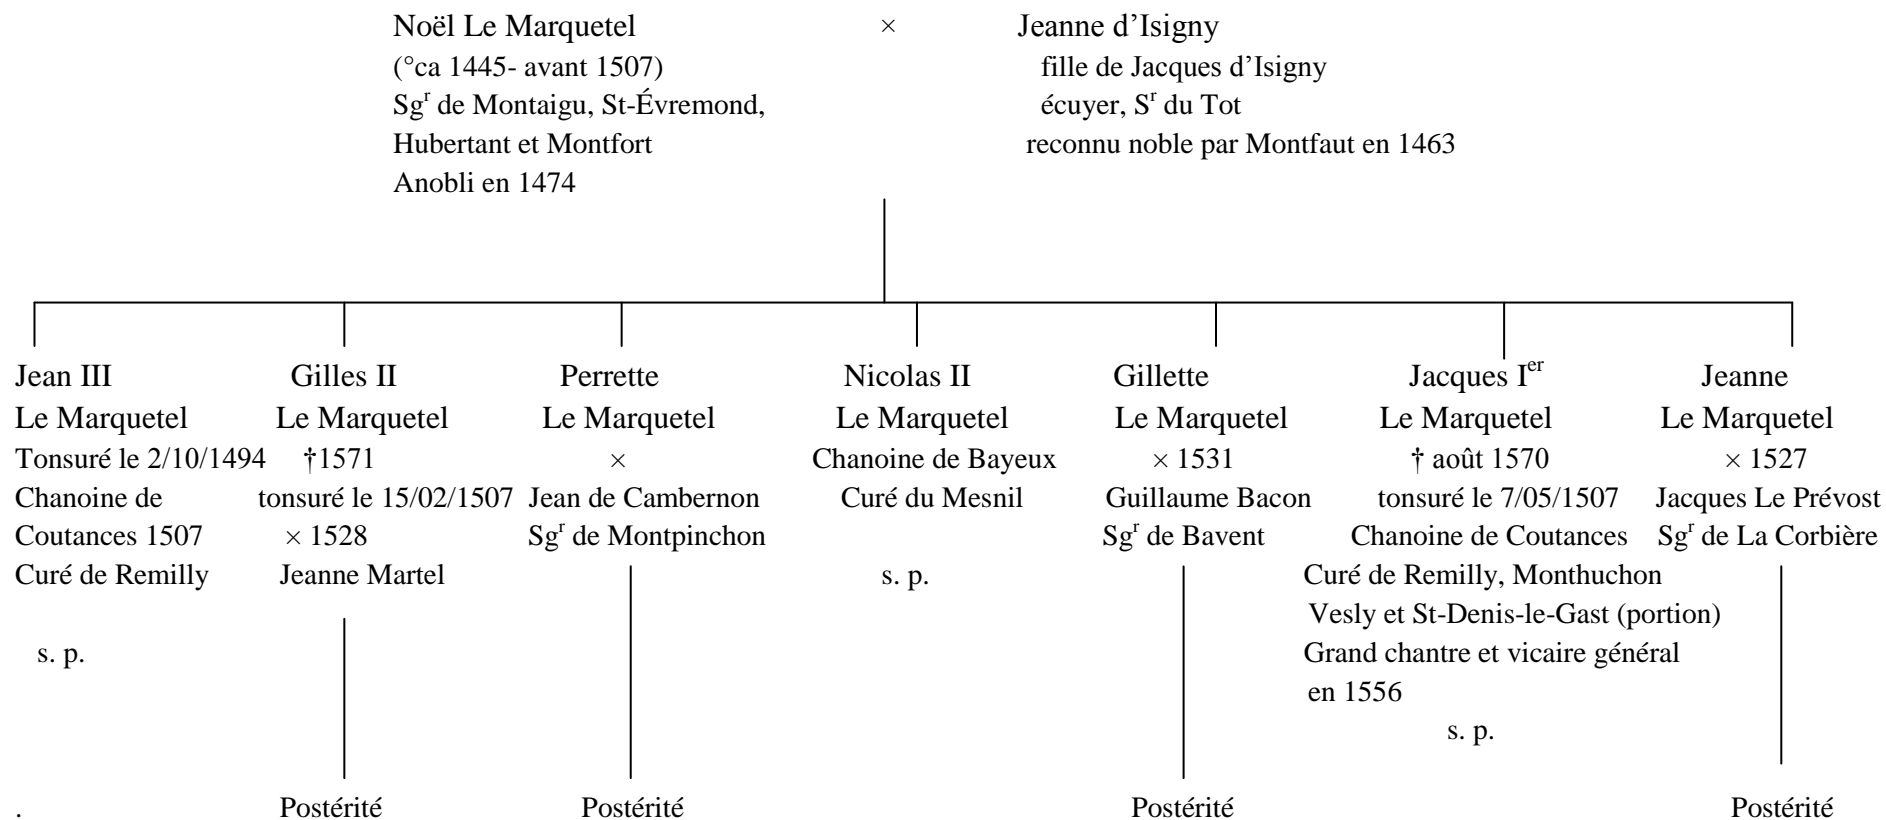 Noël Le Marquetel
(°ca 1445- avant 1507)
Sgr de Montaigu, St-Évremond,
Hubertant et Montfort
Anobli en 1474
×
Jeanne d’Isigny
fille de Jacques d’Isigny
écuyer, Sr du Tot
reconnu noble par Montfaut en 1463
Jean III
Le Marquetel
Tonsuré le 2/10/1494
Chanoine de
Coutances 1507
Curé de Remilly
s. p.
.
Gilles II
Le Marquetel
†1571
tonsuré le 15/02/1507
× 1528
Jeanne Martel
Postérité
Perrette
Le Marquetel
×
Jean de Cambernon
Sgr de Montpinchon
Postérité
Nicolas II
Le Marquetel
Chanoine de Bayeux
Curé du Mesnil
s. p.
Gillette
Le Marquetel
× 1531
Guillaume Bacon
Sgr de Bavent
Postérité
Jacques Ier
Le Marquetel
† août 1570
tonsuré le 7/05/1507
Chanoine de Coutances
Curé de Remilly, Monthuchon
Vesly et St-Denis-le-Gast (portion)
Grand chantre et vicaire général
en 1556
s. p.
Jeanne
Le Marquetel
× 1527
Jacques Le Prévost
Sgr de La Corbière
Postérité